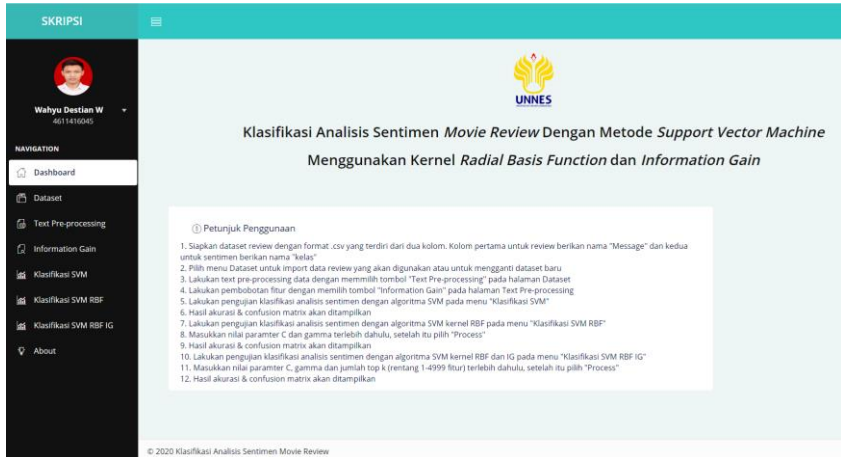 SKRIPSI
Wahyu Destian W
4611416045
NAVIGATION
Dashboard
Dataset
Text Pre-processing
Information Gain
Klasifikasi SVM
Klasifikasi SVM RBF
Klasifikasi SVM RBF IG
About
UNNES
Klasifikasi Analisis Sentimen Movie Review Dengan Metode Support Vector Machine
Menggunakan Kernel Radial Basis Function dan Information Gain
Petunjuk Penggunaan
1. Siapkan dataset review dengan format .csv yang terdiri dari dua kolom. Kolom pertama untuk review berikan nama "Message" dan kedua
untuk sentimen berikan nama "kelas"
2. Pilih menu Dataset untuk import data review yang akan digunakan atau untuk mengganti dataset baru
3. Lakukan text pre-processing data dengan memmilih tombol "Text Pre-processing" pada halaman Dataset
4. Lakukan pembobotan fitur dengan memilih tombol "Information Gain" pada halaman Text Pre-processing
5. Lakukan pengujian klasifikasi analisis sentimen dengan algoritma SVM pada menu "Klasifikasi SVM"
6. Hasil akurasi & confusion matrix akan ditampilkan
7. Lakukan pengujian klasifikasi analisis sentimen dengan algoritma SVM kernel RBF pada menu "Klasifikasi SVM RBF"
8. Masukkan nilai paramter C dan gamma terlebih dahulu, setelah itu pilih "Process"
9. Hasil akurasi & confusion matrix akan ditampilkan
10. Lakukan pengujian klasifikasi analisis sentimen dengan algoritma SVM kernel RBF dan IG pada menu "Klasifikasi SVM RBF IG"
11. Masukkan nilai paramter C, gamma dan jumlah top k (rentang 1-4999 fitur) terlebih dahulu, setelah itu pilih "Process"
12. Hasil akurasi & confusion matrix akan ditampilkan
© 2020 Klasifikasi Analisis Sentimen Movie Review